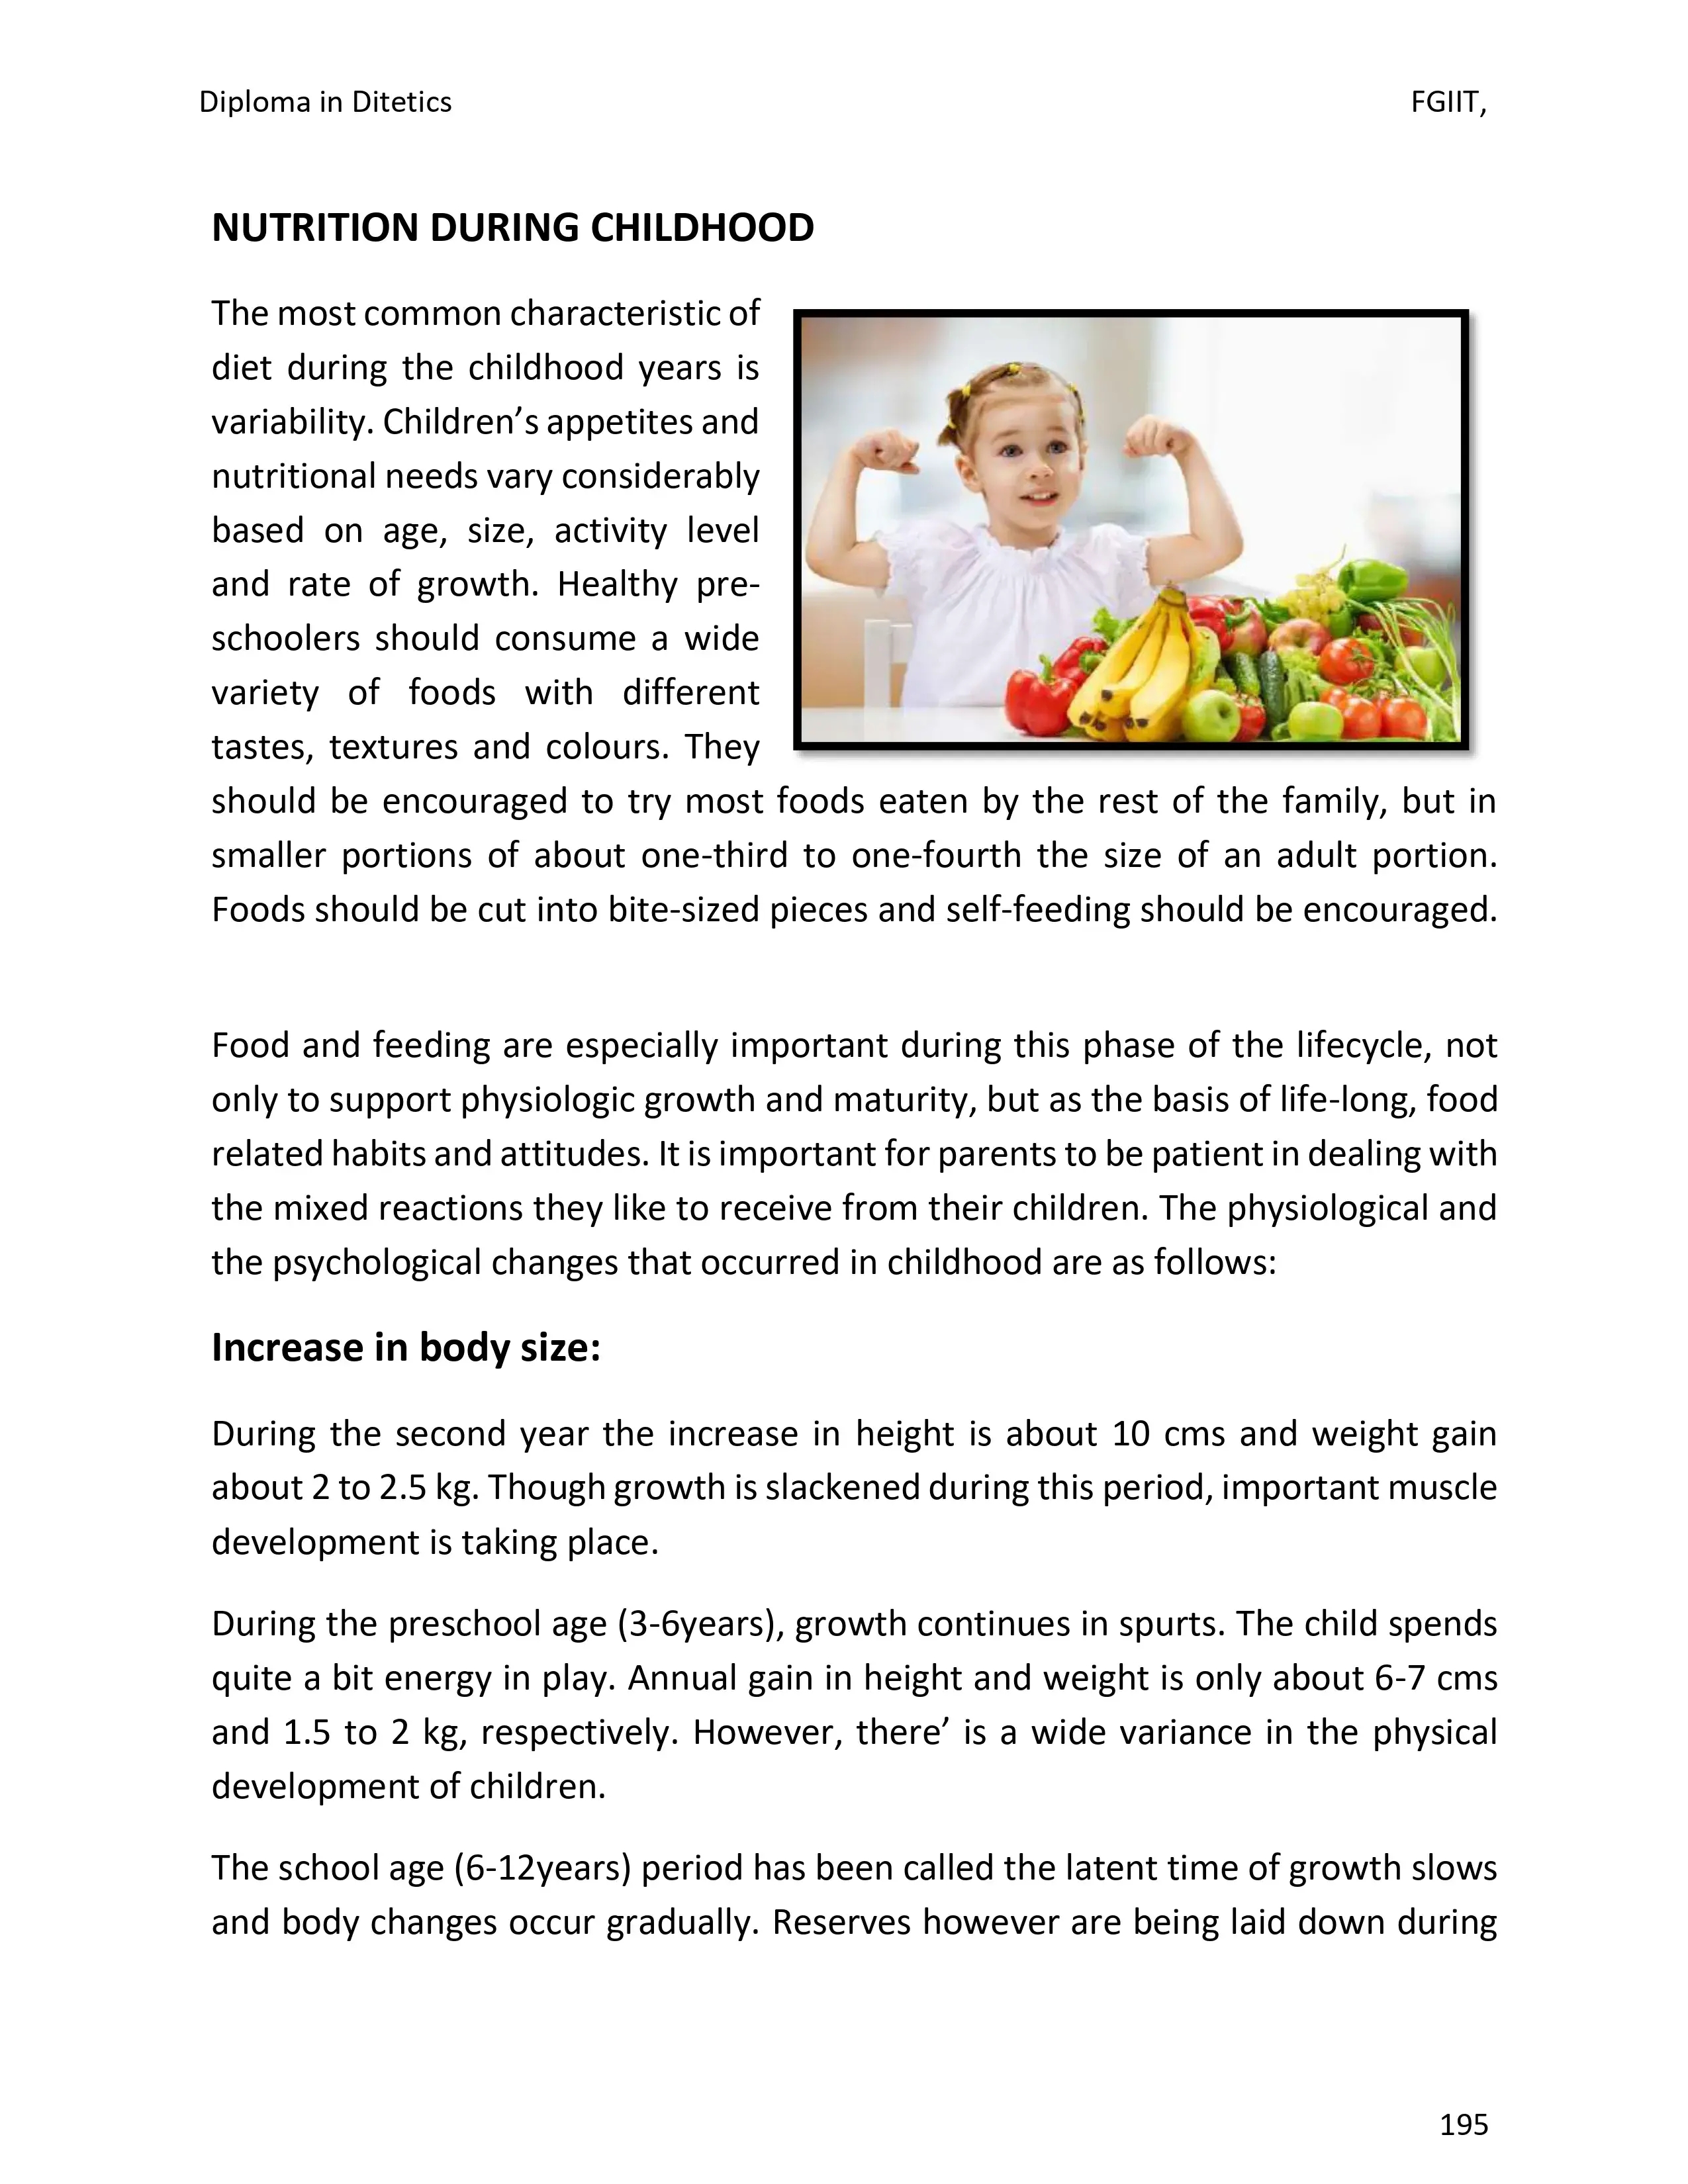 Diploma in Ditetics FGIIT,
NUTRITION DURING CHILDHOOD
The most common characteristic of
diet during the childhood years is
variability. Children’s appetites and
nutritional needs vary considerably
based on age, size, activity level
and rate of growth. Healthy pre-
schoolers should consume a wide
variety of foods with different
tastes, textures and colours. They
should be encouraged to try most foods eaten by the rest of the family, but in
smaller portions of about one-third to one-fourth the size of an adult portion.
Foods should be cut into bite-sized pieces and self-feeding should be encouraged.
Food and feeding are especially important during this phase of the lifecycle, not
only to support physiologic growth and maturity, but as the basis of life-long, food
related habits and attitudes. It is important for parents to be patient in dealing with
the mixed reactions they like to receive from their children. The physiological and
the psychological changes that occurred in childhood are as follows:
Increase in body size:
During the second year the increase in height is about 10 cms and weight gain
about 2 to 2.5 kg. Though growth is slackened during this period, important muscle
development is taking place.
During the preschool age (3-6years), growth continues in spurts. The child spends
quite a bit energy in play. Annual gain in height and weight is only about 6-7 cms
and 1.5 to 2 kg, respectively. However, there’ is a wide variance in the physical
development of children.
The school age (6-12years) period has been called the latent time of growth slows
and body changes occur gradually. Reserves however are being laid down during
195